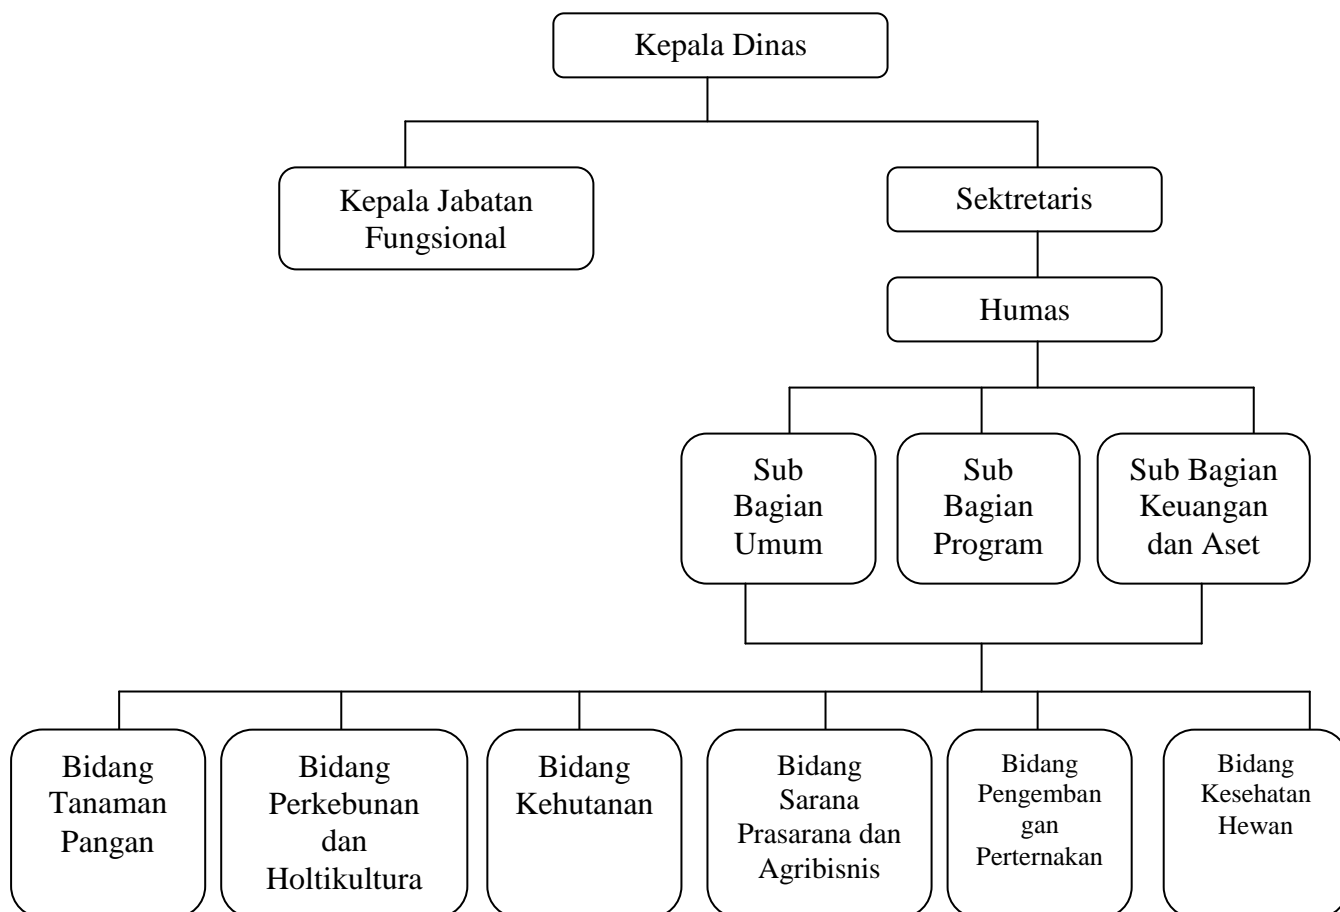 Kepala Dinas
Kepala Jabatan
Fungsional
Sektretaris
Humas
Sub
Bagian
Umum
Sub
Bagian
Program
Sub Bagian
Keuangan
dan Aset
Bidang
Tanaman
Pangan
Bidang
Perkebunan
dan
Holtikultura
Bidang
Kehutanan
Bidang
Sarana
Prasarana dan
Agribisnis
Bidang
Pengemban
gan
Perternakan
Bidang
Kesehatan
Hewan